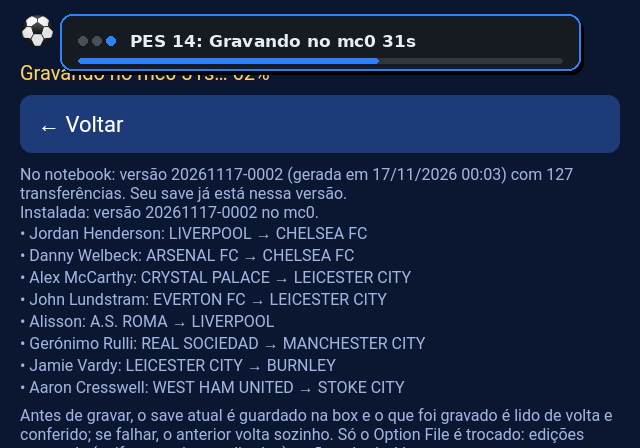 PES 14: Gravando no mc0 31s
Gravando no mc0 31s... 62%
← Voltar
No notebook: versão 20261117-0002 (gerada em 17/11/2026 00:03) com 127
transferências. Seu save já está nessa versão.
Instalada: versão 20261117-0002 no mc0.
• Jordan Henderson: LIVERPOOL → CHELSEA FC
• Danny Welbeck: ARSENAL FC → CHELSEA FC
• Alex McCarthy: CRYSTAL PALACE → LEICESTER CITY
• John Lundstram: EVERTON FC → LEICESTER CITY
• Alisson: A.S. ROMA → LIVERPOOL
• Gerónimo Rulli: REAL SOCIEDAD → MANCHESTER CITY
• Jamie Vardy: LEICESTER CITY → BURNLEY
• Aaron Cresswell: WEST HAM UNITED → STOKE CITY
Antes de gravar, o save atual é guardado na box e o que foi gravado é lido de volta e
conferido; se falhar, o anterior volta sozinho. Só o Option File é trocado: edições